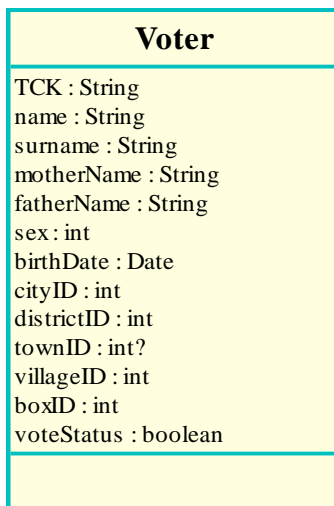 Voter
TCK : String
name : String
surname : String
motherName : String
fatherName : String
sex : int
birthDate : Date
cityID : int
districtID : int
townID : int?
villageID : int
boxID : int
voteStatus : boolean